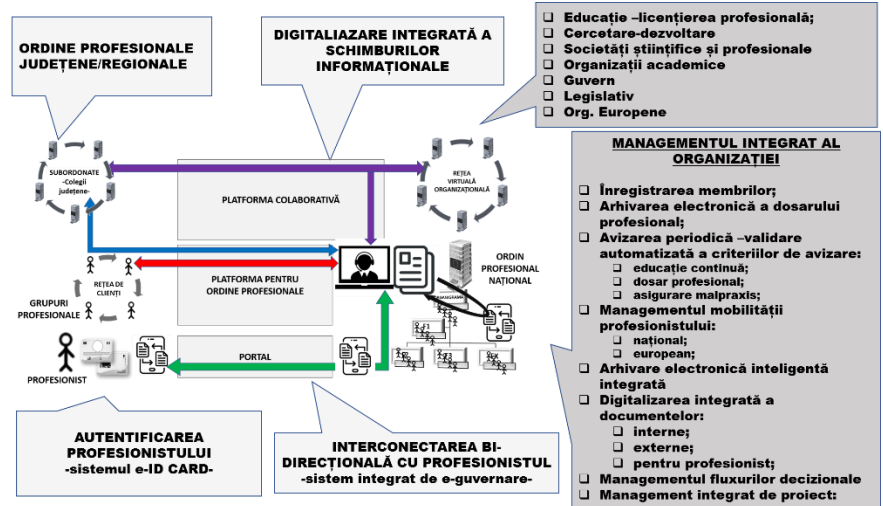 ORDINE PROFESIONALE
JUDEȚENE/REGIONALE
DIGITALIAZARE INTEGRATĂ A
SCHIMBURILOR
INFORMAȚIONALE
❑ Educație –licențierea profesională;
❑ Cercetare-dezvoltare
❑ Societăți științifice și profesionale
❑ Organizații academice
❑ Guvern
❑ Legislativ
❑ Org. Europene
SUBORDONATE
-Colegii
județene-
PLATFORMA COLABORATIVĂ
REȚEA
VIRTUALĂ
ORGANIZAȚIONALĂ
REȚEA DE
CLIENȚI
GRUPURI
PROFESIONALE
PLATFORMA PENTRU
ORDINE PROFESIONALE
ORDIN
PROFESIONAL
NAȚIONAL
F1
PROFESIONIST
PORTAL
AUTENTIFICAREA
PROFESIONISTULUI
-sistemul e-ID CARD-
INTERCONECTAREA BI-
DIRECȚIONALĂ CU PROFESIONISTUL
-sistem integrat de e-guvernare-
MANAGEMENTUL INTEGRAT AL
ORGANIZAȚIEI
❑ Înregistrarea membrilor;
❑ Arhivarea electronică a dosarului
profesional;
❑ Avizarea periodică –validare
automatizată a criteriilor de avizare:
❑ educație continuă;
❑ dosar profesional;
❑ asigurare malpraxis;
❑ Managementul mobilității
profesionistului:
❑ național;
❑ european;
❑ Arhivare electronică inteligentă
integrată
❑ Digitalizarea integrată a
documentelor:
❑ interne;
❑ externe;
❑ pentru profesionist;
❑ Managementul fluxurilor decizionale
❑ Management integrat de proiect: